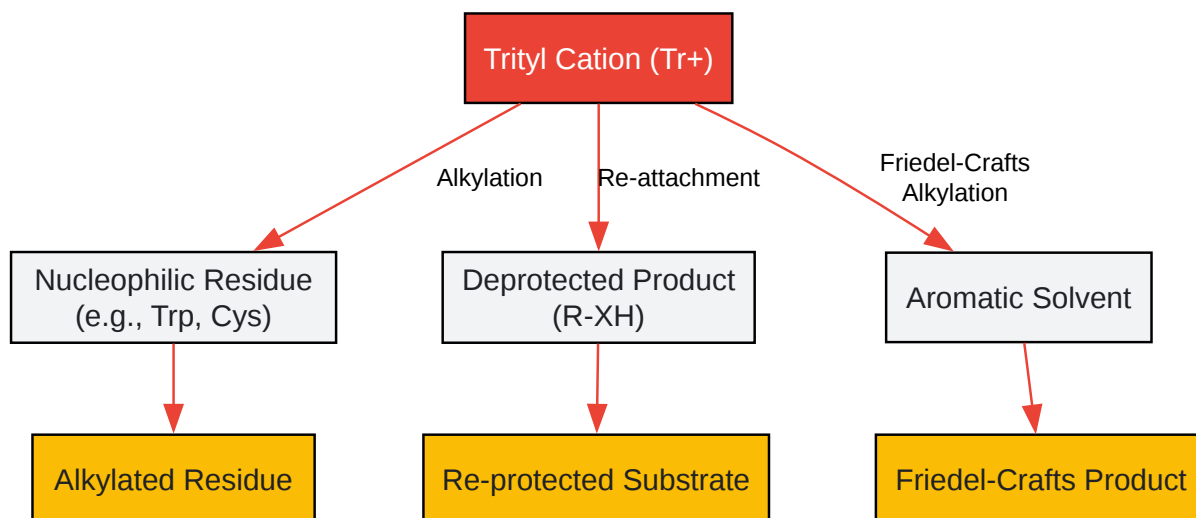 Trityl Cation (Tr+)
Alkylation
Re-attachment
Friedel-Crafts
Alkylation
Nucleophilic Residue
(e.g., Trp, Cys)
Deprotected Product
(R-XH)
Aromatic Solvent
Alkylated Residue
Re-protected Substrate
Friedel-Crafts Product